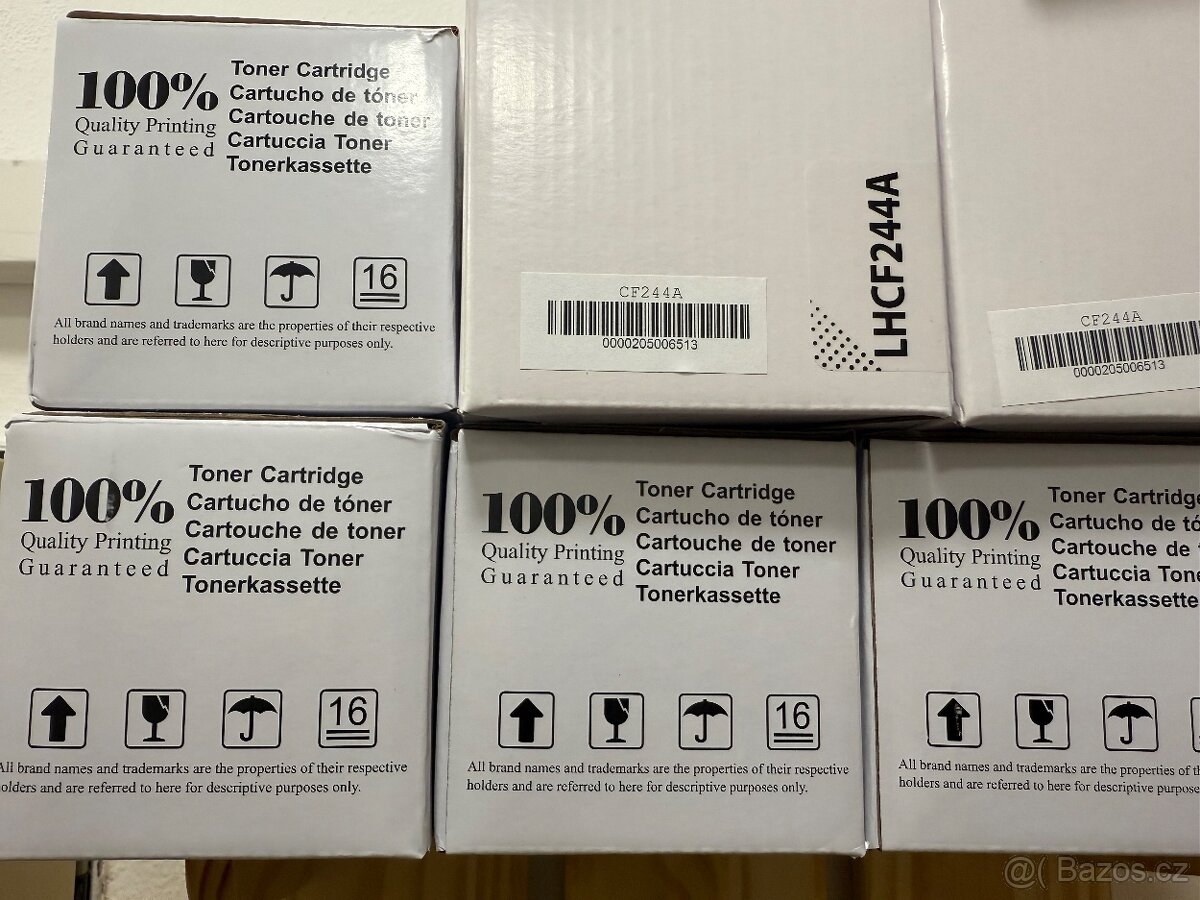 100%
Quality Printing
Guaranteed
Toner Cartridge
Cartucho de tóner
Cartouche de toner
Cartuccia Toner
Tonerkassette
16
All brand names and trademarks are the properties of their respective
holders and are referred to here for descriptive purposes only.
CF244A
0000205006513
LHCF244A
CF244A
0000205006513
100%
Quality Printing
Guaranteed
Toner Cartridge
Cartucho de tóner
Cartouche de toner
Cartuccia Toner
Tonerkassette
16
All brand names and trademarks are the properties of their respective
holders and are referred to here for descriptive purposes only.
100%
Quality Printing
Guaranteed
Toner Cartridge
Cartucho de tóner
Cartouche de toner
Cartuccia Toner
Tonerkassette
16
All brand names and trademarks are the properties of their respective
holders and are referred to here for descriptive purposes only.
100%
Quality Printing
Guaranteed
Toner Cartridge
Cartucho de
Cartouche de
Cartuccia
Tonerkassette
All brand names and trademarks are the properties of
holders and are referred to here for descriptive purposes
@( Bazos.cz